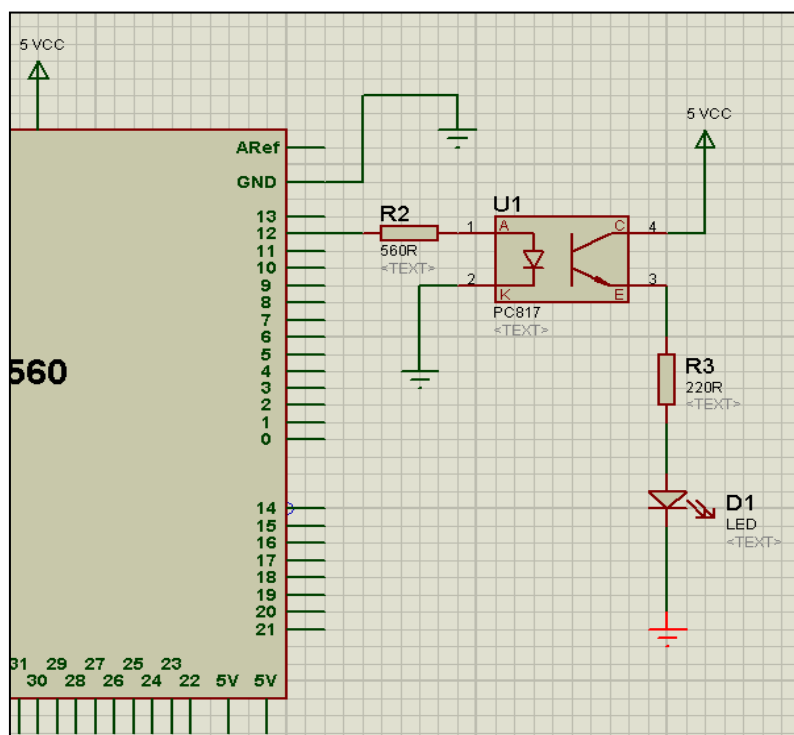 5 VCC
ARef
GND
13
12
11
10
9
8
7
6
5
4
3
2
1
0
14
15
16
17
18
19
20
21
560
31 29 27 25 23
30 28 26 24 22 5V 5V
R2
560R
<TEXT>
U1
1 A C 4
2 K E 3
PC817
<TEXT>
5 VCC
R3
220R
<TEXT>
D1
LED
<TEXT>